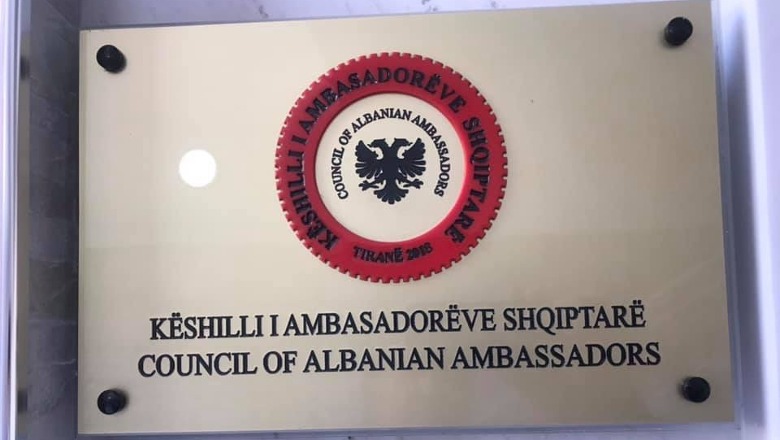 KËSHILLI I AMBASADORËVE SHQIPTARË
COUNCIL OF ALBANIAN AMBASSADORS
TIRANË 2018
KËSHILLI I AMBASADORËVE SHQIPTARË
COUNCIL OF ALBANIAN AMBASSADORS